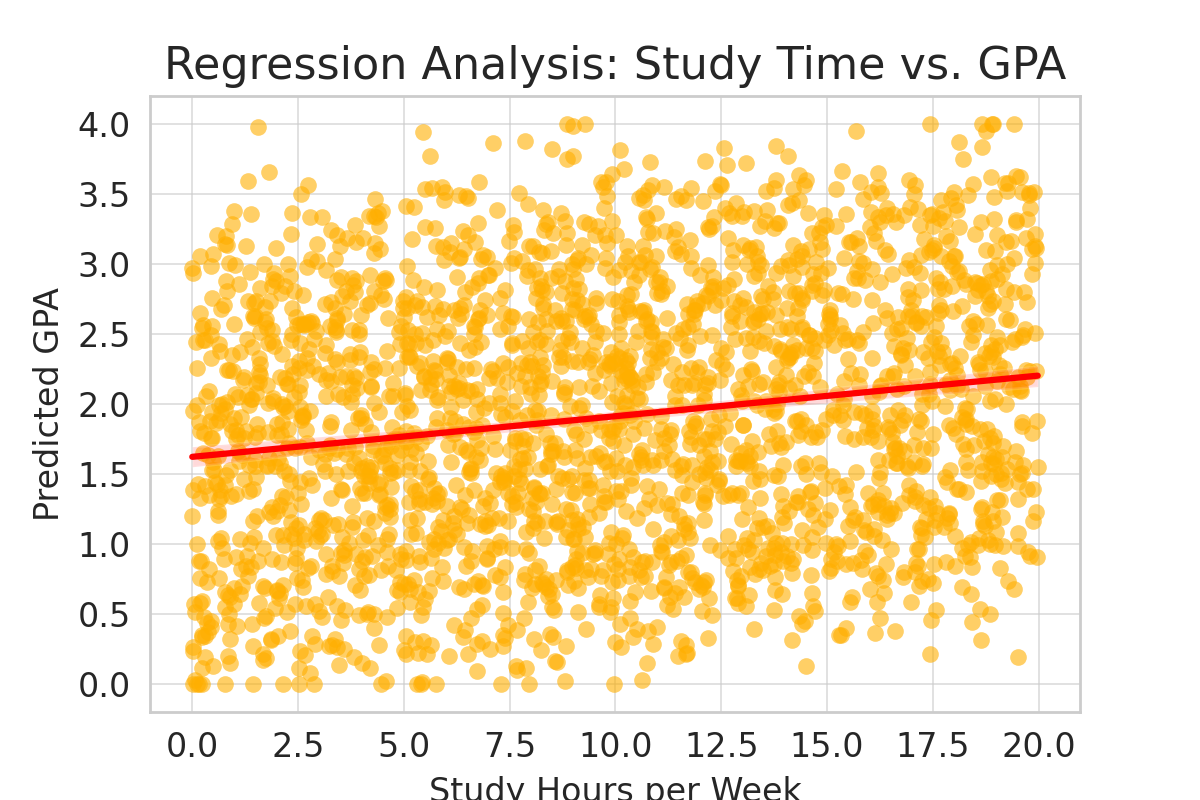 Regression Analysis: Study Time vs. GPA
Predicted GPA
4.0
3.5
3.0
2.5
2.0
1.5
1.0
0.5
0.0
0.0 2.5 5.0 7.5 10.0 12.5 15.0 17.5 20.0
Study Hours per Week